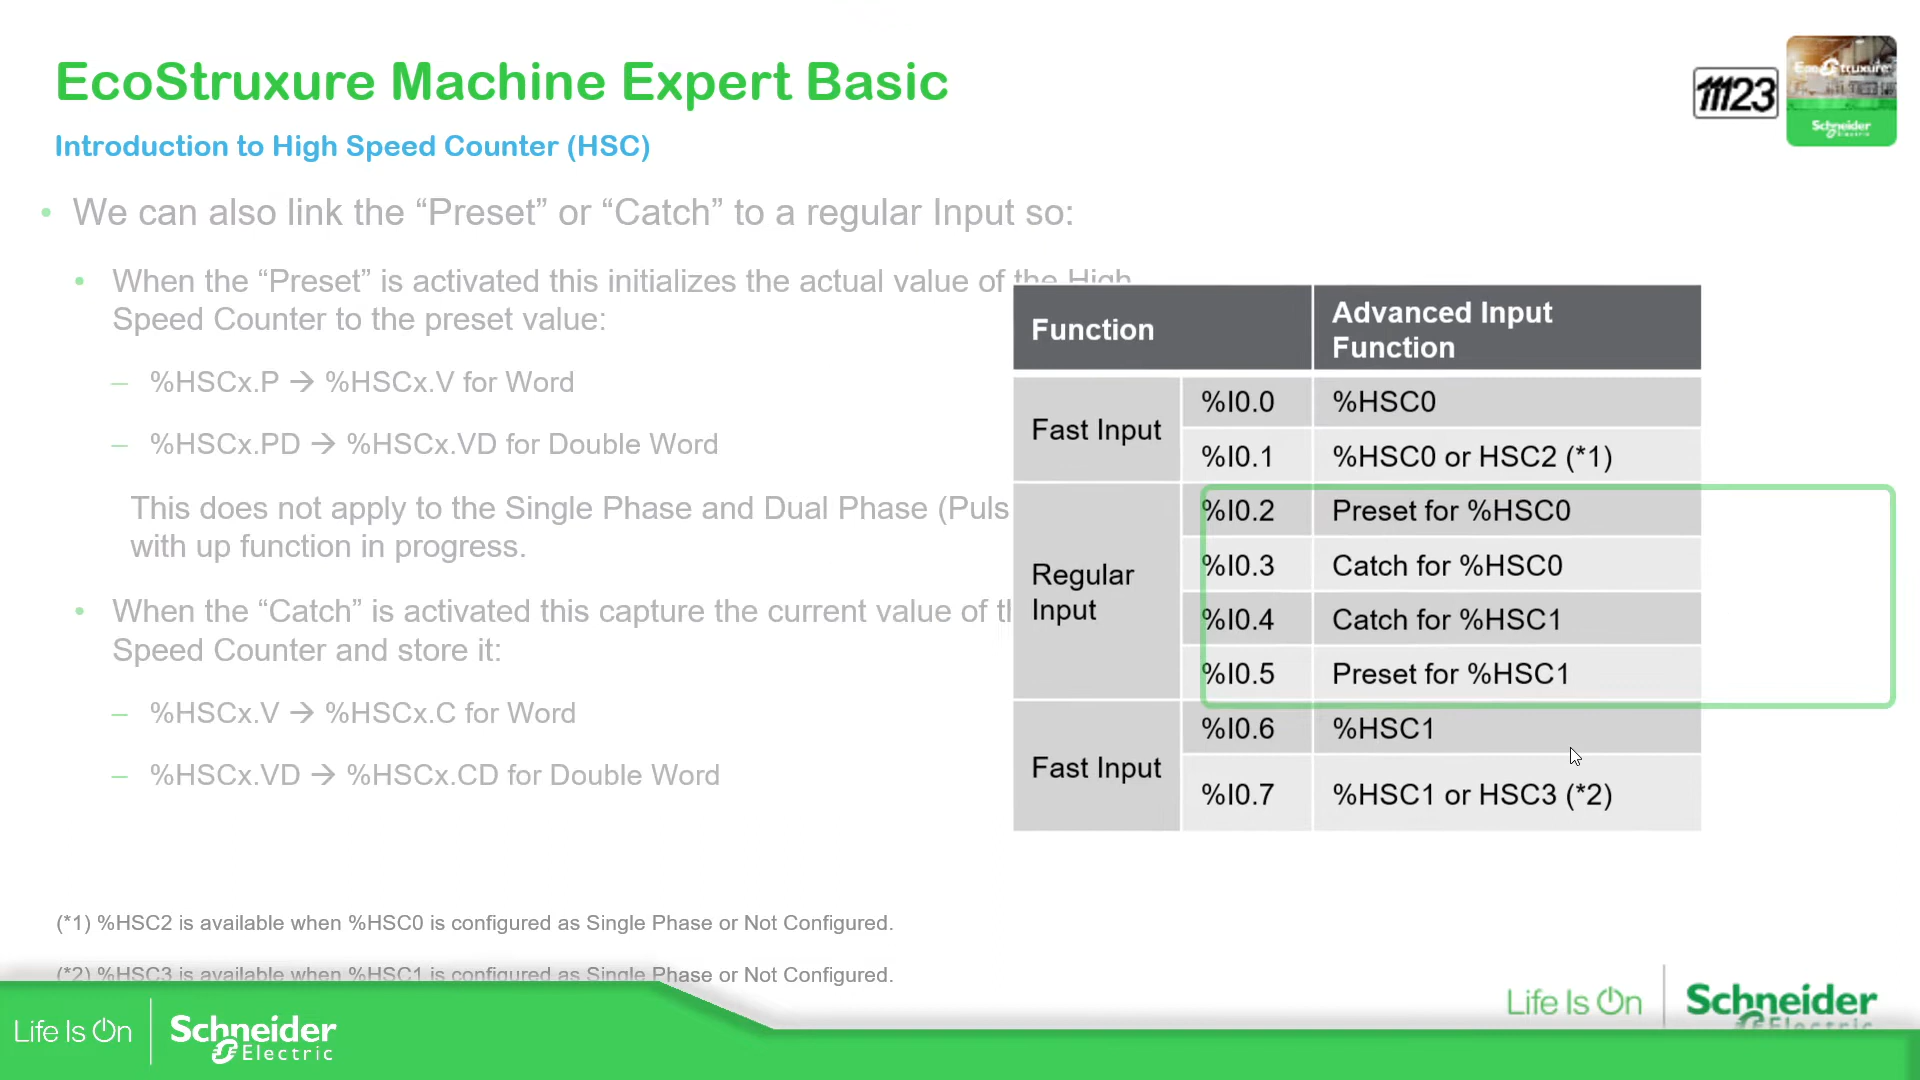 EcoStruxure Machine Expert Basic
11123
EcoStruxure
Schneider
Electric
Introduction to High Speed Counter (HSC)
• We can also link the “Preset” or “Catch” to a regular Input so:
• When the “Preset” is activated this initializes the actual value of the High
Speed Counter to the preset value:
– %HSCx.P → %HSCx.V for Word
– %HSCx.PD → %HSCx.VD for Double Word
This does not apply to the Single Phase and Dual Phase (Puls
with up function in progress.
• When the “Catch” is activated this capture the current value of
Speed Counter and store it:
– %HSCx.V → %HSCx.C for Word
– %HSCx.VD → %HSCx.CD for Double Word
Function
Advanced Input
Function
Fast Input
%I0.0 %HSC0
%I0.1 %HSC0 or HSC2 (*1)
Regular
Input
%I0.2 Preset for %HSC0
%I0.3 Catch for %HSC0
%I0.4 Catch for %HSC1
%I0.5 Preset for %HSC1
Fast Input
%I0.6 %HSC1
%I0.7 %HSC1 or HSC3 (*2)
(*1) %HSC2 is available when %HSC0 is configured as Single Phase or Not Configured.
(*2) %HSC3 is available when %HSC1 is configured as Single Phase or Not Configured.
Life Is On
Schneider
Electric
Life Is On
Schneider
Electric